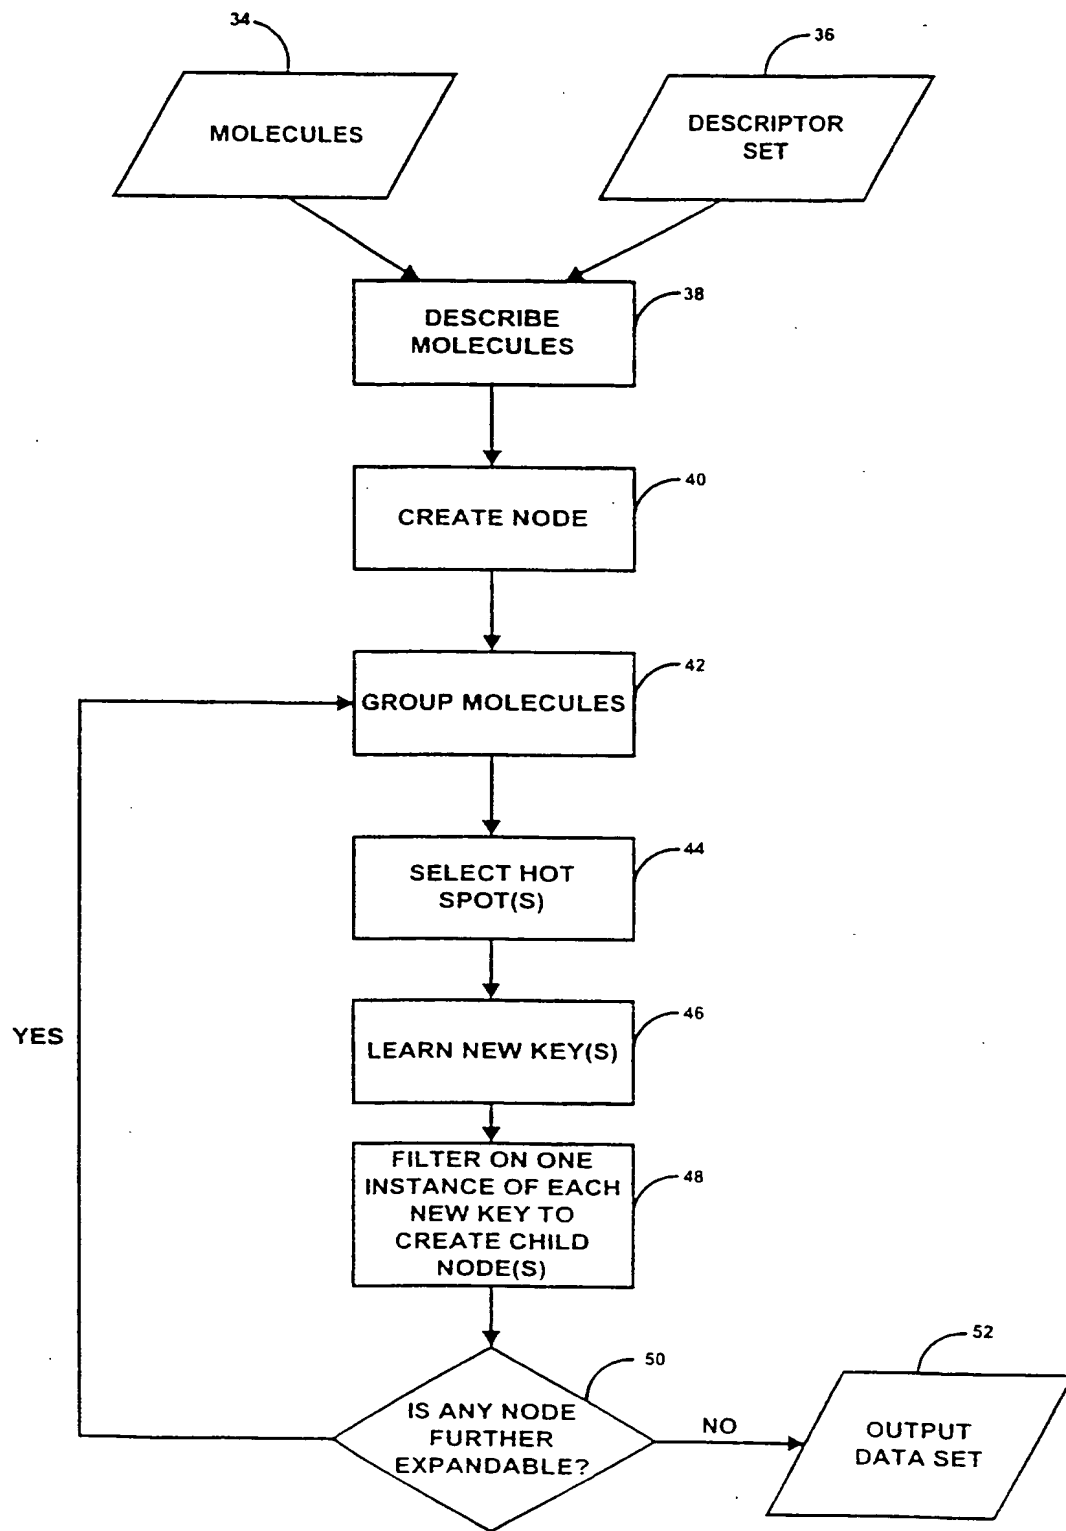 34
36
MOLECULES
DESCRIPTOR
SET
38
DESCRIBE
MOLECULES
40
CREATE NODE
42
GROUP MOLECULES
44
SELECT HOT
SPOT(S)
46
YES
LEARN NEW KEY(S)
48
FILTER ON ONE
INSTANCE OF EACH
NEW KEY TO
CREATE CHILD
NODE(S)
50
52
IS ANY NODE
FURTHER
EXPANDABLE?
NO
OUTPUT
DATA SET